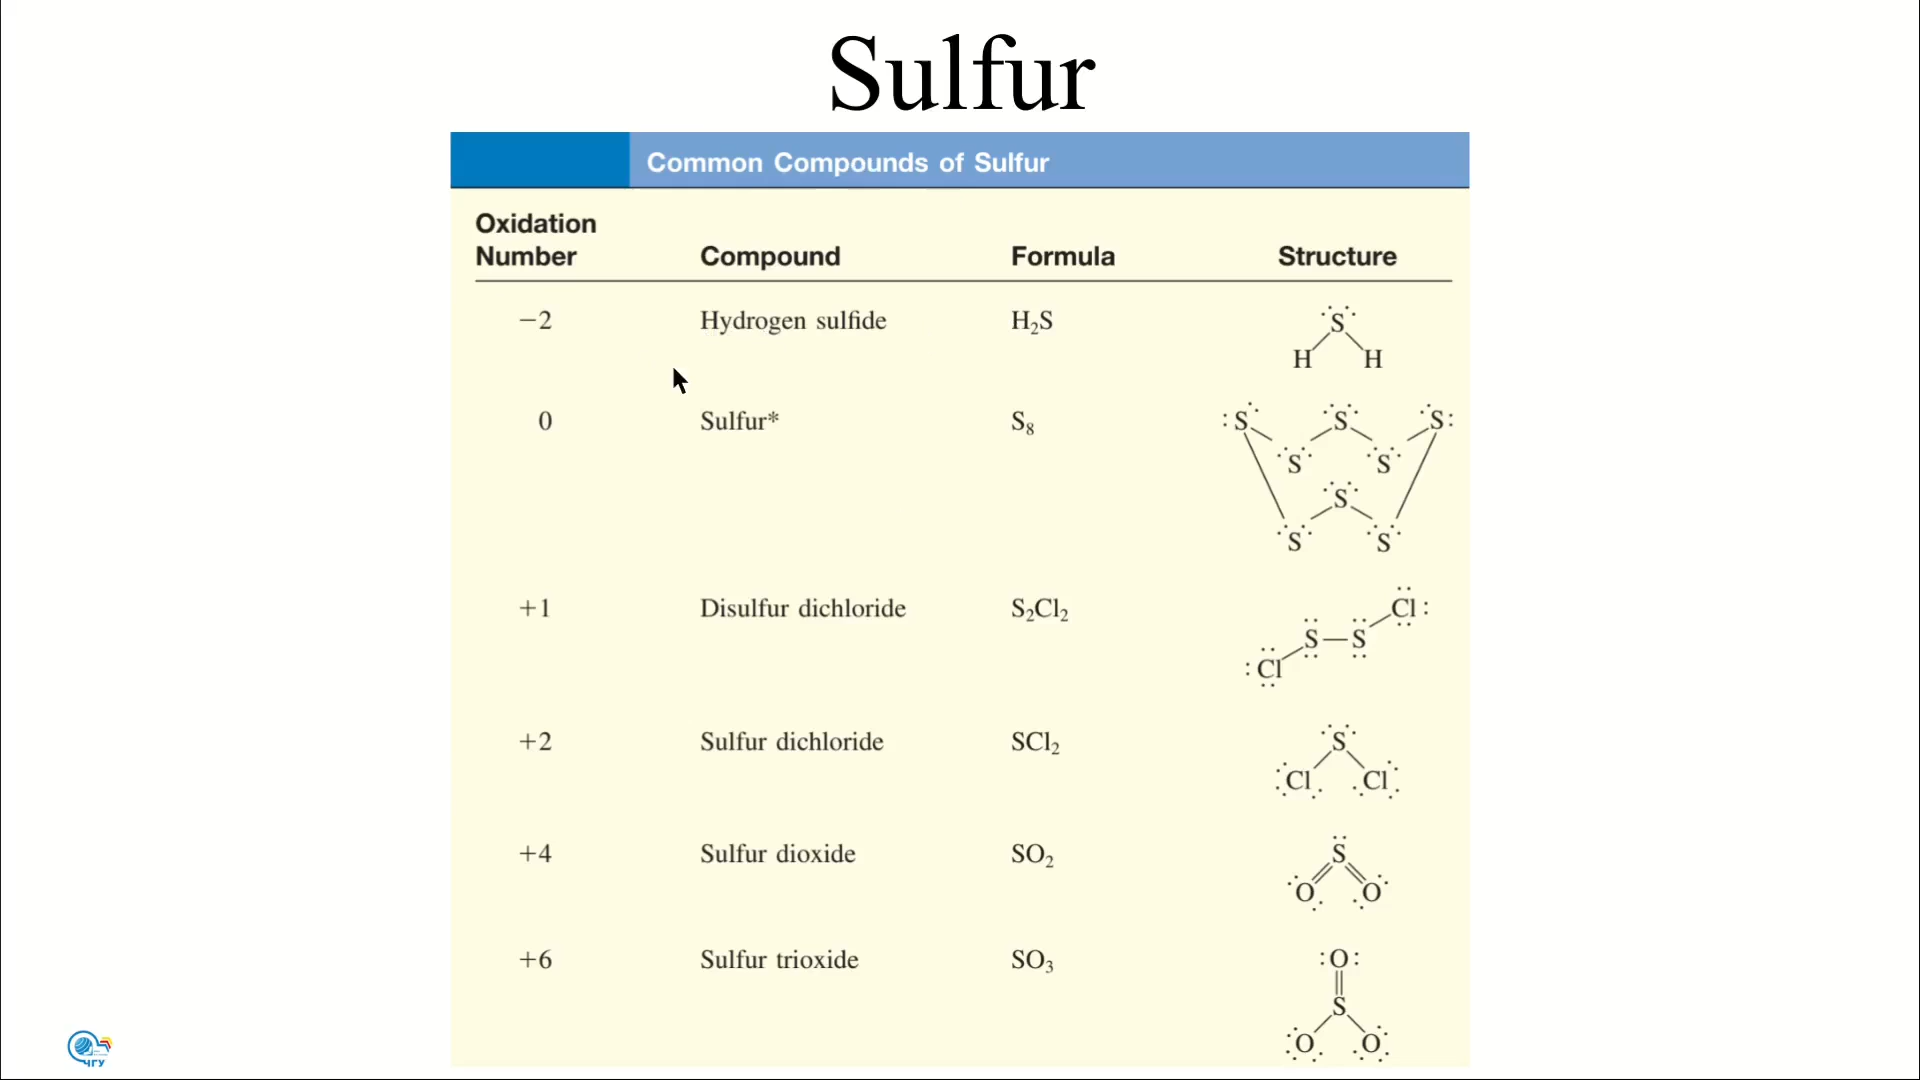 Sulfur
Common Compounds of Sulfur
Oxidation Number Compound Formula Structure
−2 Hydrogen sulfide H₂S
S
H H
0 Sulfur* S₈
S S S
S S
S
S S
+1 Disulfur dichloride S₂Cl₂
Cl
S S
Cl
+2 Sulfur dichloride SCl₂
S
Cl Cl
+4 Sulfur dioxide SO₂
S
O O
+6 Sulfur trioxide SO₃
O
S
O O
ЧГУ